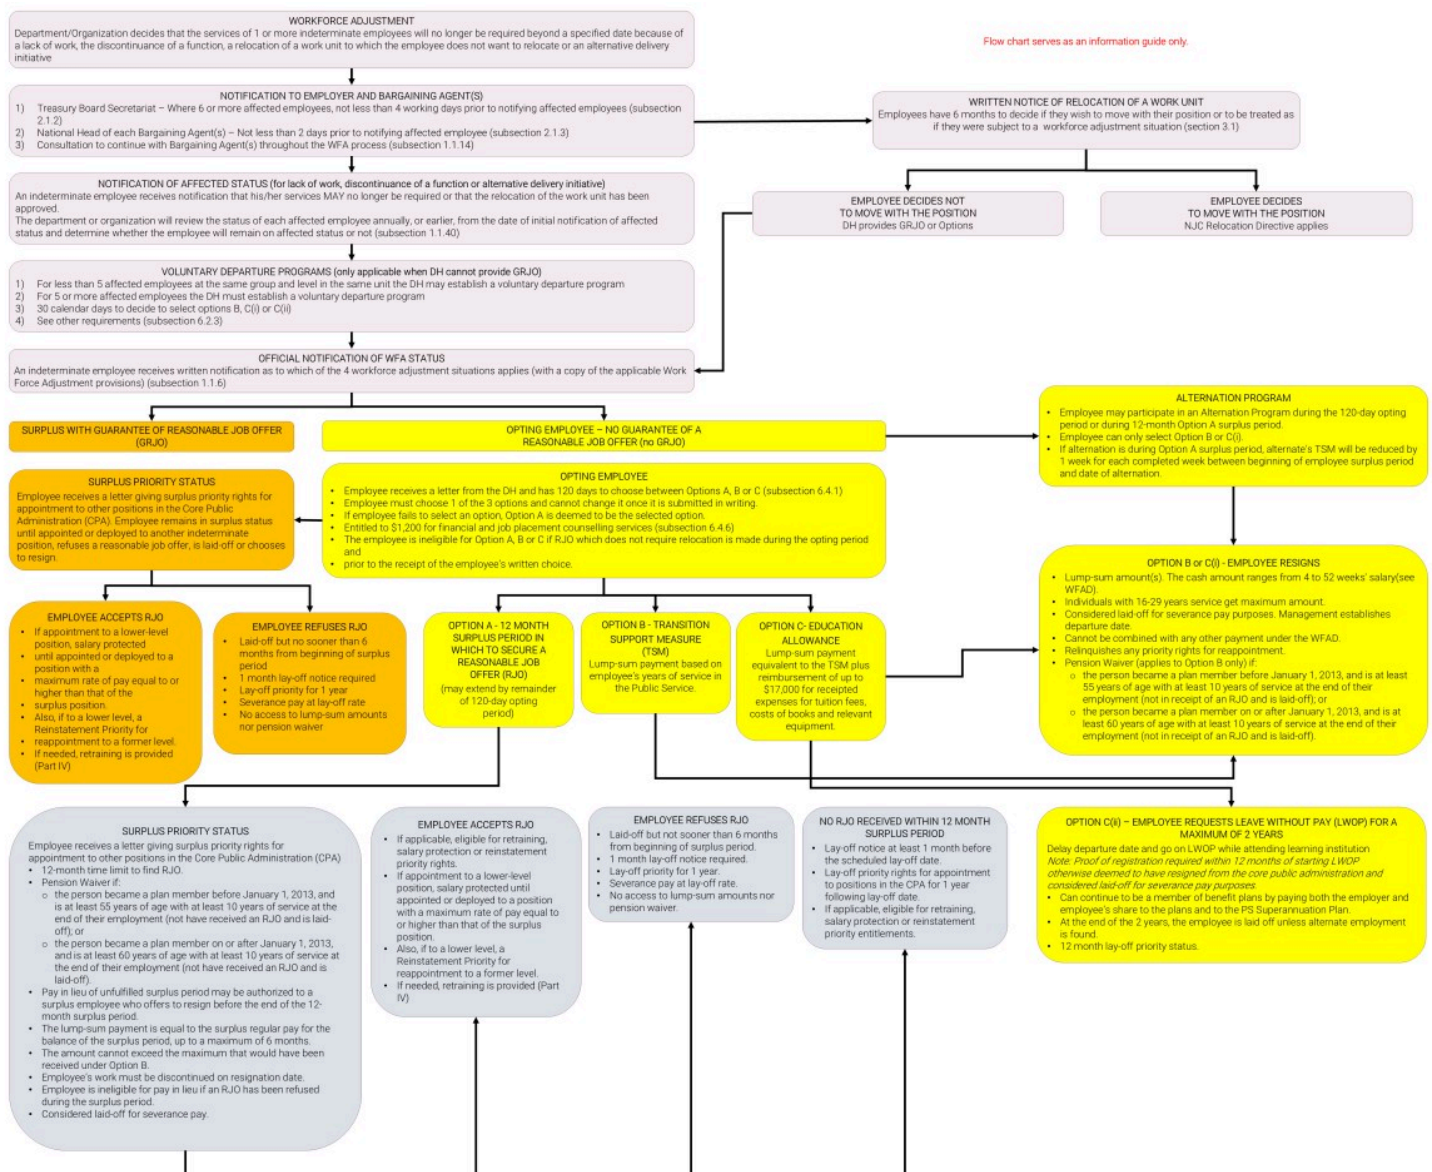 WORKFORCE ADJUSTMENT
Department/Organization decides that the services of 1 or more indeterminate employees will no longer be required beyond a specified date because of
a lack of work, the discontinuance of a function, a relocation of a work unit to which the employee does not want to relocate or an alternative delivery
initiative
Flow chart serves as an information guide only.
NOTIFICATION TO EMPLOYER AND BARGAINING AGENT(S)
1) Treasury Board Secretariat – Where 6 or more affected employees, not less than 4 working days prior to notifying affected employees (subsection
2.1.2)
2) National Head of each Bargaining Agent(s) – Not less than 2 days prior to notifying affected employee (subsection 2.1.3)
3) Consultation to continue with Bargaining Agent(s) throughout the WFA process (subsection 1.1.14)
WRITTEN NOTICE OF RELOCATION OF A WORK UNIT
Employees have 6 months to decide if they wish to move with their position or to be treated as
if they were subject to a workforce adjustment situation (section 3.1)
NOTIFICATION OF AFFECTED STATUS (for lack of work, discontinuance of a function or alternative delivery initiative)
An indeterminate employee receives notification that his/her services MAY no longer be required or that the relocation of the work unit has been
approved.
The department or organization will review the status of each affected employee annually, or earlier, from the date of initial notification of affected
status and determine whether the employee will remain on affected status or not (subsection 1.1.40)
EMPLOYEE DECIDES NOT
TO MOVE WITH THE POSITION
DH provides GRJO or Options
EMPLOYEE DECIDES
TO MOVE WITH THE POSITION
NJC Relocation Directive applies
VOLUNTARY DEPARTURE PROGRAMS (only applicable when DH cannot provide GRJO)
1) For less than 5 affected employees at the same group and level in the same unit the DH may establish a voluntary departure program
2) For 5 or more affected employees the DH must establish a voluntary departure program
3) 30 calendar days to decide to select options B, C(i) or C(ii)
4) See other requirements (subsection 6.2.3)
OFFICIAL NOTIFICATION OF WFA STATUS
An indeterminate employee receives written notification as to which of the 4 workforce adjustment situations applies (with a copy of the applicable Work
Force Adjustment provisions) (subsection 1.1.6)
SURPLUS WITH GUARANTEE OF REASONABLE JOB OFFER
(GRJO)
OPTING EMPLOYEE – NO GUARANTEE OF A
REASONABLE JOB OFFER (no GRJO)
ALTERNATION PROGRAM
• Employee may participate in an Alternation Program during the 120-day opting
period or during 12-month Option A surplus period.
• Employee can only select Option B or C(i).
• If alternation is during Option A surplus period, alternate's TSM will be reduced by
1 week for each completed week between beginning of employee surplus period
and date of alternation.
SURPLUS PRIORITY STATUS
Employee receives a letter giving surplus priority rights for
appointment to other positions in the Core Public
Administration (CPA). Employee remains in surplus status
until appointed or deployed to another indeterminate
position, refuses a reasonable job offer, is laid-off or chooses
to resign.
OPTING EMPLOYEE
• Employee receives a letter from the DH and has 120 days to choose between Options A, B or C (subsection 6.4.1)
• Employee must choose 1 of the 3 options and cannot change it once it is submitted in writing.
• If employee fails to select an option, Option A is deemed to be the selected option.
• Entitled to $1,200 for financial and job placement counselling services (subsection 6.4.6)
• The employee is ineligible for Option A, B or C if RJO which does not require relocation is made during the opting period
and
• prior to the receipt of the employee's written choice.
OPTION B or C(i) - EMPLOYEE RESIGNS
• Lump-sum amount(s). The cash amount ranges from 4 to 52 weeks' salary(see
WFAD).
• Individuals with 16-29 years service get maximum amount.
• Considered laid-off for severance pay purposes. Management establishes
departure date.
• Cannot be combined with any other payment under the WFAD.
• Relinquishes any priority rights for reappointment.
• Pension Waiver (applies to Option B only) if:
o the person became a plan member before January 1, 2013, and is at least
55 years of age with at least 10 years of service at the end of their
employment (not in receipt of an RJO and is laid-off); or
o the person became a plan member on or after January 1, 2013, and is at
least 60 years of age with at least 10 years of service at the end of their
employment (not in receipt of an RJO and is laid-off).
EMPLOYEE ACCEPTS RJO
• If appointment to a lower-level
position, salary protected
• until appointed or deployed to a
position with a
• maximum rate of pay equal to or
higher than that of the
• surplus position.
• Also, if to a lower level, a
Reinstatement Priority for
• reappointment to a former level.
• If needed, retraining is provided
(Part IV)
EMPLOYEE REFUSES RJO
• Laid-off but no sooner than 6
months from beginning of surplus
period
• 1 month lay-off notice required
• Lay-off priority for 1 year
• Severance pay at lay-off rate
• No access to lump-sum amounts
nor pension waiver
OPTION A - 12 MONTH
SURPLUS PERIOD IN
WHICH TO SECURE A
REASONABLE JOB
OFFER (RJO)
(may extend by remainder
of 120-day opting
period)
OPTION B - TRANSITION
SUPPORT MEASURE
(TSM)
Lump-sum payment based on
employee's years of service in
the Public Service.
OPTION C- EDUCATION
ALLOWANCE
Lump-sum payment
equivalent to the TSM plus
reimbursement of up to
$17,000 for receipted
expenses for tuition fees,
costs of books and relevant
equipment.
SURPLUS PRIORITY STATUS
Employee receives a letter giving surplus priority rights for
appointment to other positions in the Core Public Administration (CPA)
• 12-month time limit to find RJO.
• Pension Waiver if:
o the person became a plan member before January 1, 2013, and
is at least 55 years of age with at least 10 years of service at the
end of their employment (not have received an RJO and is laid-
off); or
o the person became a plan member on or after January 1, 2013,
and is at least 60 years of age with at least 10 years of service at
the end of their employment (not have received an RJO and is
laid-off).
• Pay in lieu of unfulfilled surplus period may be authorized to a
surplus employee who offers to resign before the end of the 12-
month surplus period.
• The lump-sum payment is equal to the surplus regular pay for the
balance of the surplus period, up to a maximum of 6 months.
• The amount cannot exceed the maximum that would have been
received under Option B.
• Employee's work must be discontinued on resignation date.
• Employee is ineligible for pay in lieu if an RJO has been refused
during the surplus period.
• Considered laid-off for severance pay.
EMPLOYEE ACCEPTS RJO
• If applicable, eligible for retraining,
salary protection or reinstatement
priority rights.
• If appointment to a lower-level
position, salary protected until
appointed or deployed to a position
with a maximum rate of pay equal to
or higher than that of the surplus
position.
• Also, if to a lower level, a
Reinstatement Priority for
reappointment to a former level.
• If needed, retraining is provided (Part
IV)
EMPLOYEE REFUSES RJO
• Laid-off but not sooner than 6 months
from beginning of surplus period.
• 1 month lay-off notice required.
• Lay-off priority for 1 year.
• Severance pay at lay-off rate.
• No access to lump-sum amounts nor
pension waiver.
NO RJO RECEIVED WITHIN 12 MONTH
SURPLUS PERIOD
• Lay-off notice at least 1 month before
the scheduled lay-off date.
• Lay-off priority rights for appointment
to positions in the CPA for 1 year
following lay-off date.
• If applicable, eligible for retraining,
salary protection or reinstatement
priority entitlements.
OPTION C(ii) – EMPLOYEE REQUESTS LEAVE WITHOUT PAY (LWOP) FOR A
MAXIMUM OF 2 YEARS
Delay departure date and go on LWOP while attending learning institution
Note: Proof of registration required within 12 months of starting LWOP
otherwise deemed to have resigned from the core public administration and
considered laid-off for severance pay purposes.
• Can continue to be a member of benefit plans by paying both the employer and
employee's share to the plans and to the PS Superannuation Plan.
• At the end of the 2 years, the employee is laid off unless alternate employment
is found.
• 12 month lay-off priority status.